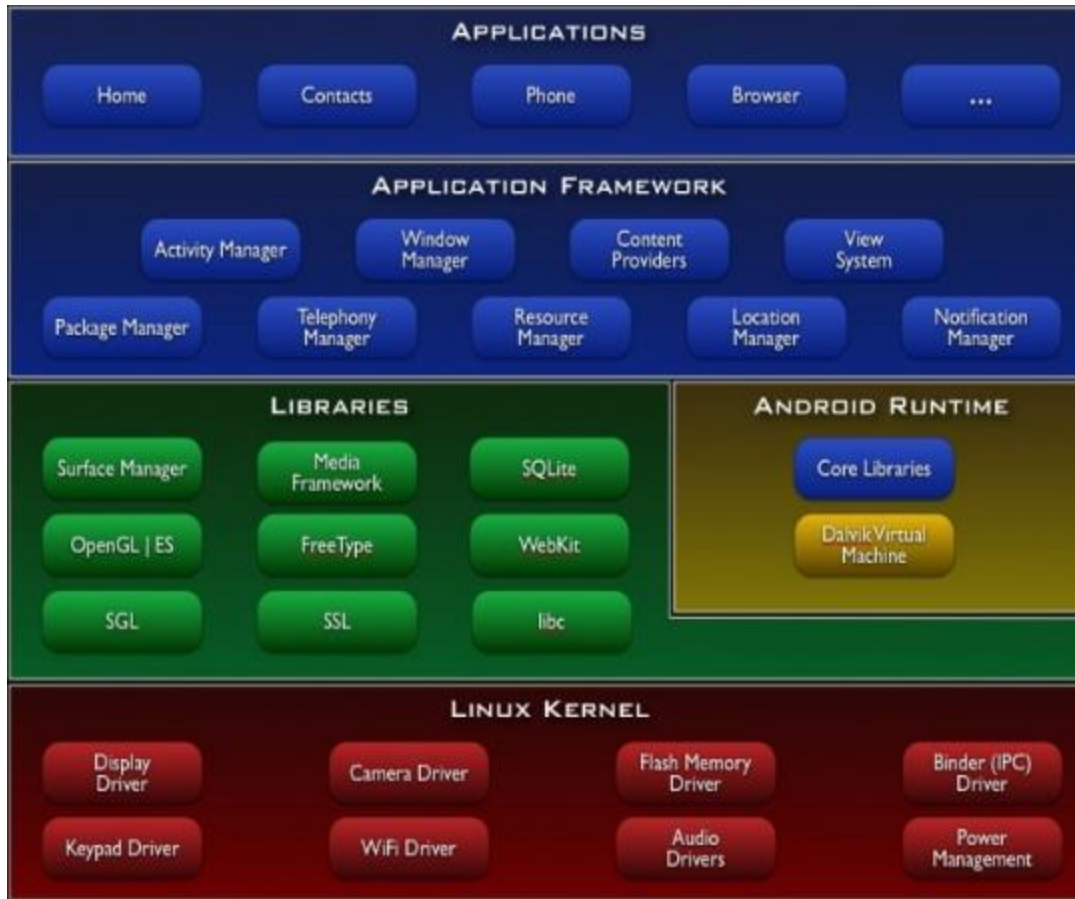 APPLICATIONS
Home
Contacts
Phone
Browser
...
APPLICATION FRAMEWORK
Activity Manager
Window
Manager
Content
Providers
View
System
Package Manager
Telephony
Manager
Resource
Manager
Location
Manager
Notification
Manager
LIBRARIES
Surface Manager
Media
Framework
SQLite
OpenGL | ES
FreeType
WebKit
SGL
SSL
libc
ANDROID RUNTIME
Core Libraries
Dalvik Virtual
Machine
LINUX KERNEL
Display
Driver
Camera Driver
Flash Memory
Driver
Binder (IPC)
Driver
Keypad Driver
WiFi Driver
Audio
Drivers
Power
Management